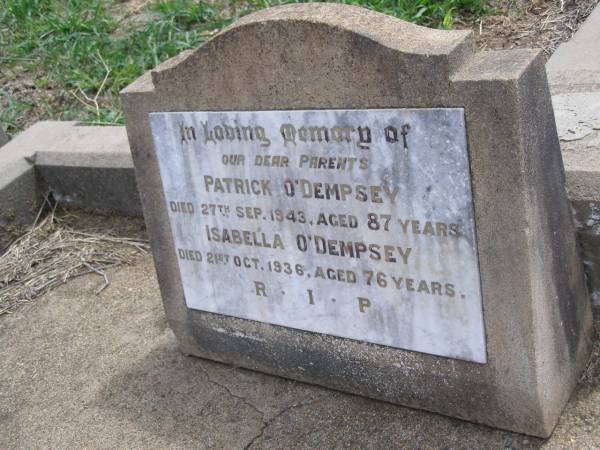 In Loving Memory of
OUR DEAR PARENTS
PATRICK O'DEMPSEY
DIED 27TH SEP. 1943, AGED 87 YEARS
ISABELLA O'DEMPSEY
DIED 21ST OCT. 1936, AGED 76 YEARS.
R · I · P